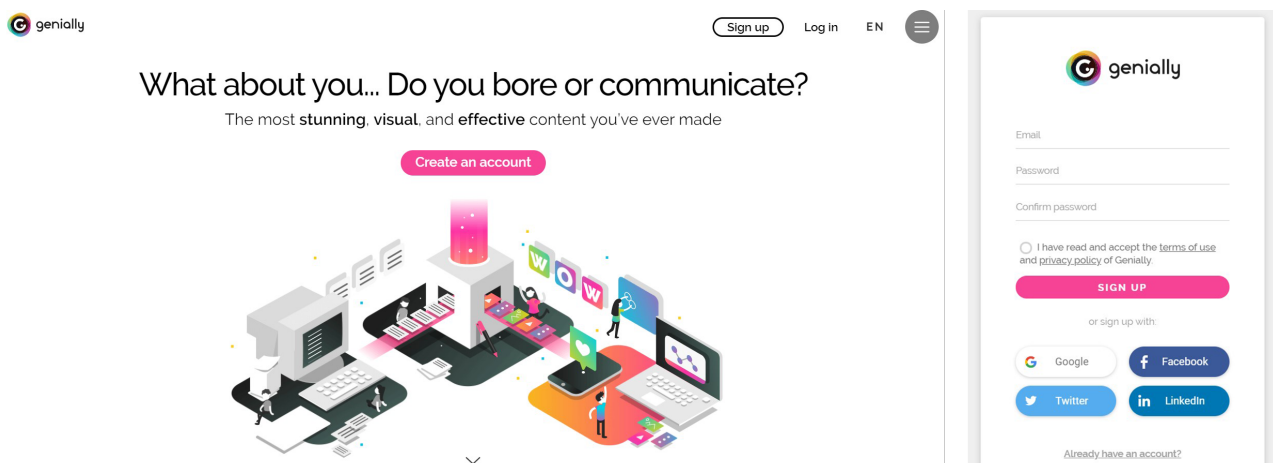 genially
Sign up
Log in
EN
What about you... Do you bore or communicate?
The most stunning, visual, and effective content you've ever made
Create an account
W
O
W
genially
Email
Password
Confirm password
I have read and accept the terms of use
and privacy policy of Genially.
SIGN UP
or sign up with:
Google
Facebook
Twitter
LinkedIn
Already have an account?